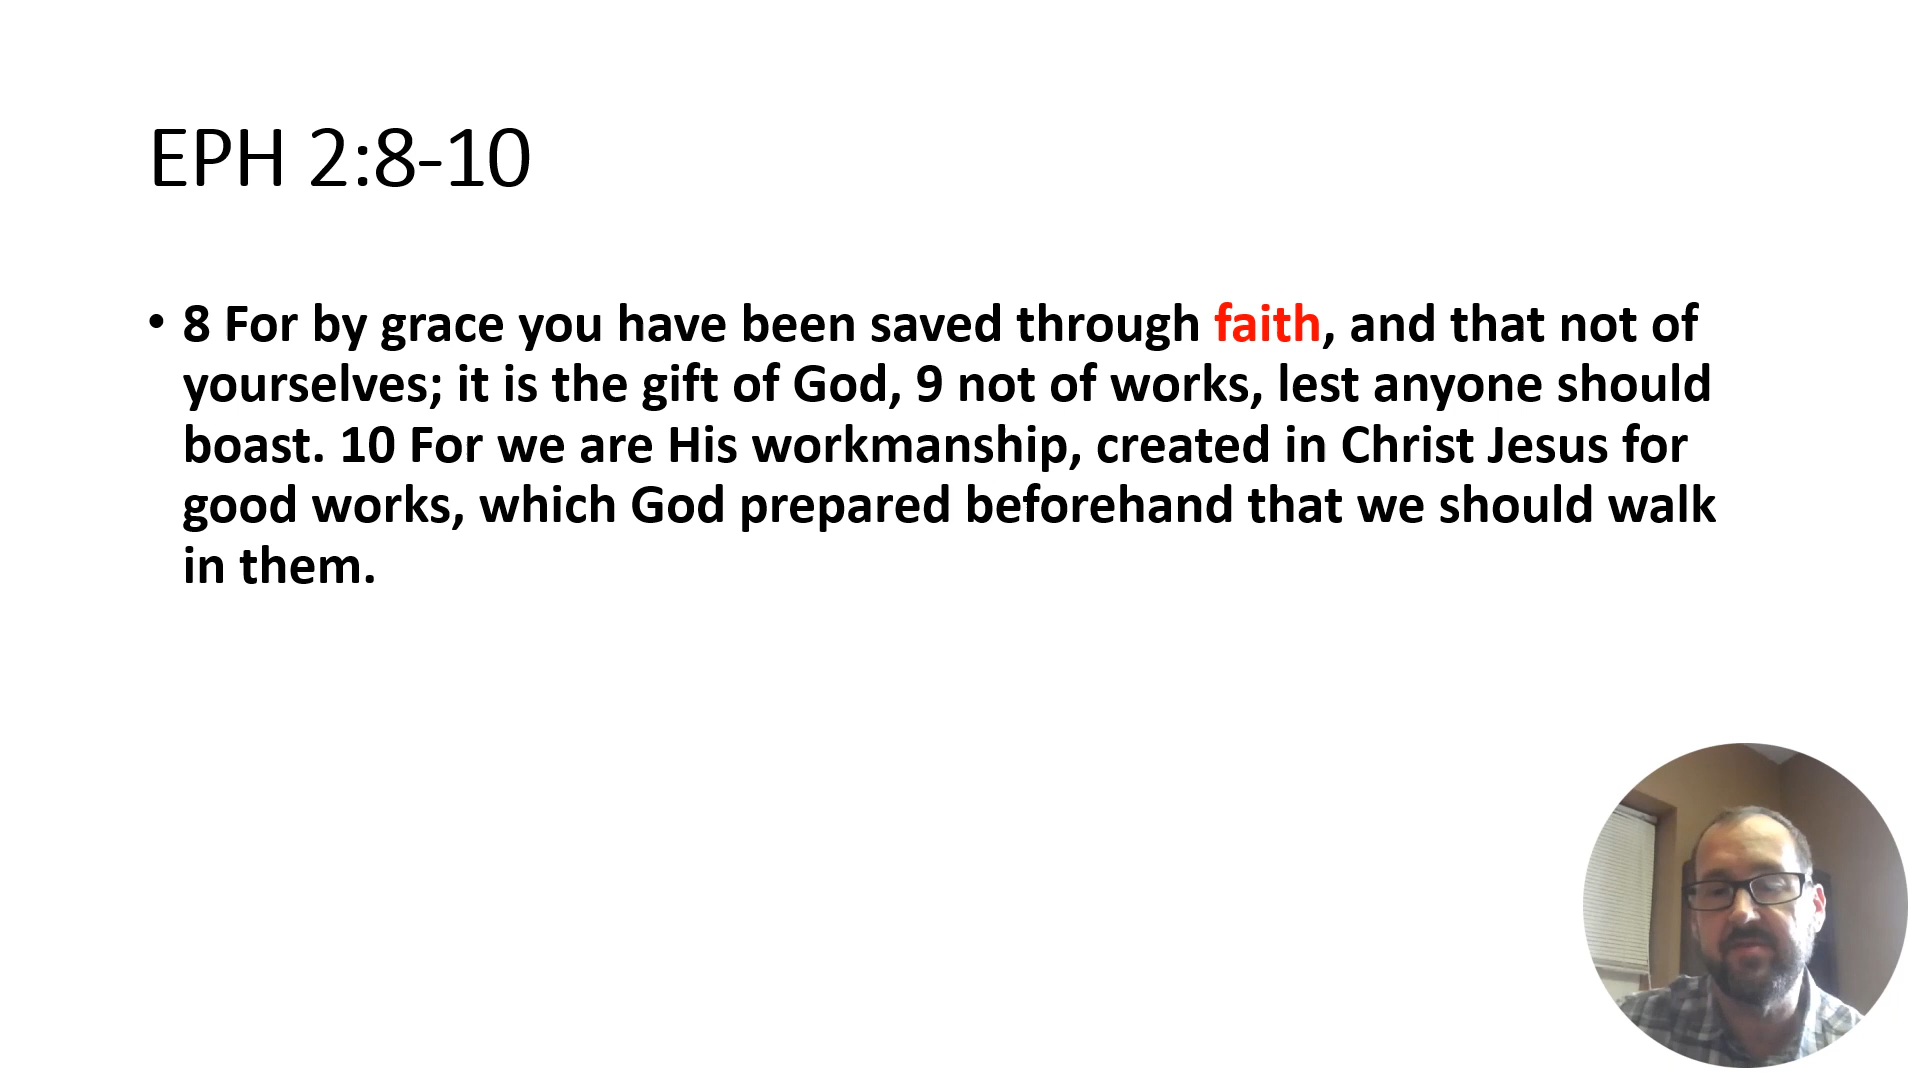 EPH 2:8-10
• 8 For by grace you have been saved through faith, and that not of
yourselves; it is the gift of God, 9 not of works, lest anyone should
boast. 10 For we are His workmanship, created in Christ Jesus for
good works, which God prepared beforehand that we should walk
in them.